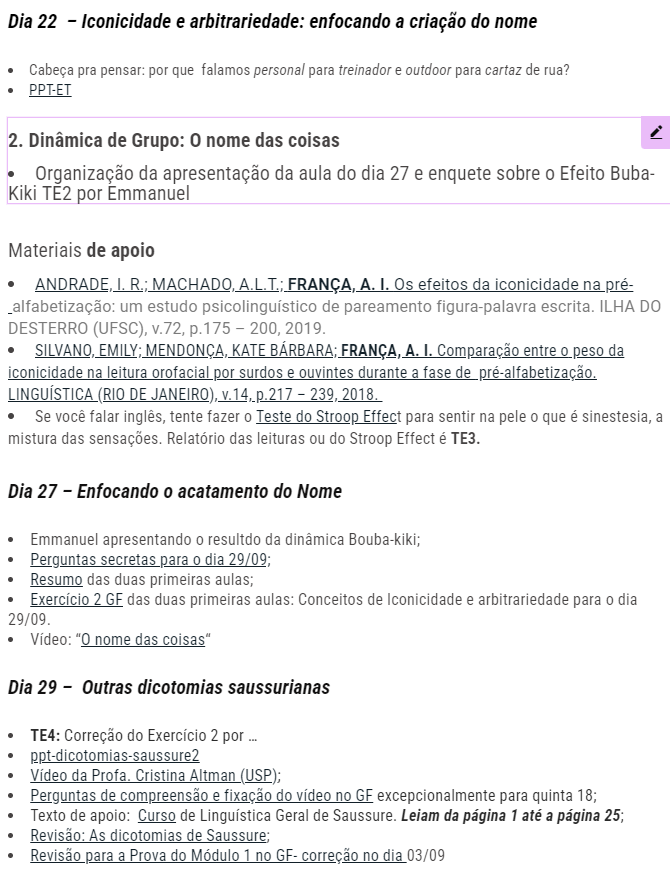 Dia 22 – Iconicidade e arbitrariedade: enfocando a criação do nome
• Cabeça pra pensar: por que falamos personal para treinador e outdoor para cartaz de rua?
• PPT-ET
2. Dinâmica de Grupo: O nome das coisas
• Organização da apresentação da aula do dia 27 e enquete sobre o Efeito Buba-
Kiki TE2 por Emmanuel
Materiais de apoio
• ANDRADE, I. R.; MACHADO, A.L.T.; FRANÇA, A. I. Os efeitos da iconicidade na pré-
alfabetização: um estudo psicolinguístico de pareamento figura-palavra escrita. ILHA DO
DESTERRO (UFSC), v.72, p.175 – 200, 2019.
• SILVANO, EMILY; MENDONÇA, KATE BÁRBARA; FRANÇA, A. I. Comparação entre o peso da
iconicidade na leitura orofacial por surdos e ouvintes durante a fase de pré-alfabetização.
LINGUÍSTICA (RIO DE JANEIRO), v.14, p.217 – 239, 2018.
• Se você falar inglês, tente fazer o Teste do Stroop Effect para sentir na pele o que é sinestesia, a
mistura das sensações. Relatório das leituras ou do Stroop Effect é TE3.
Dia 27 – Enfocando o acatamento do Nome
• Emmanuel apresentando o resultdo da dinâmica Bouba-kiki;
• Perguntas secretas para o dia 29/09;
• Resumo das duas primeiras aulas;
• Exercício 2 GF das duas primeiras aulas: Conceitos de Iconicidade e arbitrariedade para o dia
29/09.
• Vídeo: “O nome das coisas“
Dia 29 – Outras dicotomias saussurianas
• TE4: Correção do Exercício 2 por …
• ppt-dicotomias-saussure2
• Vídeo da Profa. Cristina Altman (USP);
• Perguntas de compreensão e fixação do vídeo no GF excepcionalmente para quinta 18;
• Texto de apoio: Curso de Linguística Geral de Saussure. Leiam da página 1 até a página 25;
• Revisão: As dicotomias de Saussure;
• Revisão para a Prova do Módulo 1 no GF- correção no dia 03/09